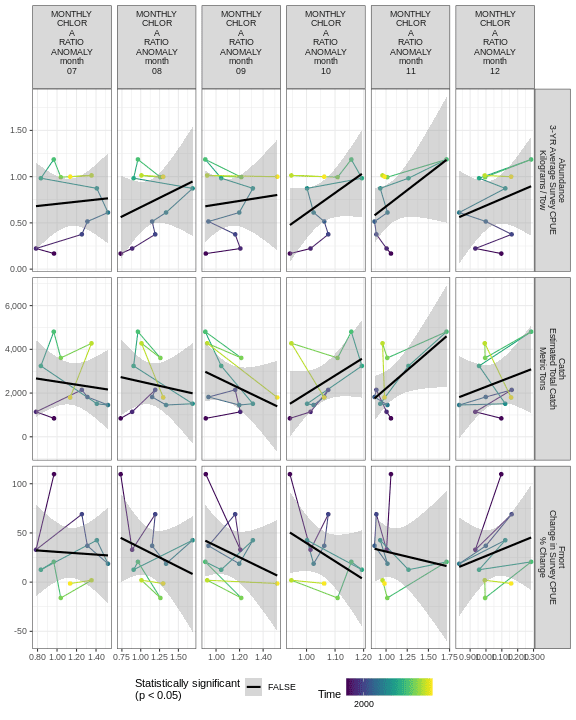 MONTHLY
CHLOR
A
RATIO
ANOMALY
month
07
MONTHLY
CHLOR
A
RATIO
ANOMALY
month
08
MONTHLY
CHLOR
A
RATIO
ANOMALY
month
09
MONTHLY
CHLOR
A
RATIO
ANOMALY
month
10
MONTHLY
CHLOR
A
RATIO
ANOMALY
month
11
MONTHLY
CHLOR
A
RATIO
ANOMALY
month
12
1.50
1.00
0.50
0.00
Abundance
3-YR Average Survey CPUE
Kilograms / Tow
6,000
4,000
2,000
0
Catch
Estimated Total Catch
Metric Tons
100
50
0
-50
Fmort
Change in Survey CPUE
% Change
0.80 1.00 1.20 1.40
0.75 1.00 1.25 1.50
1.00 1.20 1.40
1.00 1.10 1.20
1.00 1.25 1.50 1.75
0.900 1.000 1.100 1.200 1.300
Statistically significant
(p < 0.05)
FALSE
Time
2000